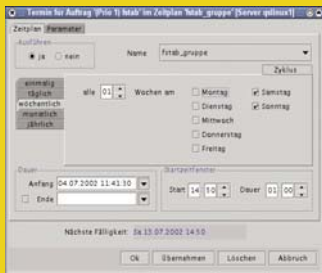 Termin für Auftrag '(Prio 1) fstab' im Zeitplan 'fstab_gruppe' [Server qnlinux1]
Zeitplan Parameter
Ausführen
ja nein
Name fstab_gruppe
Zyklus
einmalig
täglich
wöchentlich
monatlich
jährlich
alle 01 Wochen am
Montag
Dienstag
Mittwoch
Donnerstag
Freitag
Samstag
Sonntag
Dauer
Anfang 04.07.2002 11:41:30
Ende
Startzeitfenster
Start 14 50 Dauer 01 00
Nächste Fälligkeit: Sa 13.07.2002 14:50
Ok Übernehmen Löschen Abbruch